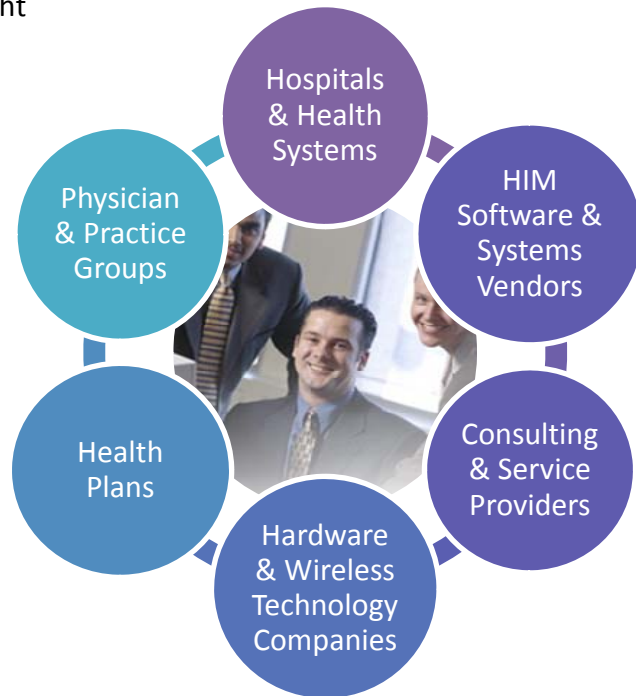 Hospitals
& Health
Systems
HIM
Software &
Systems
Vendors
Consulting
& Service
Providers
Hardware
& Wireless
Technology
Companies
Health
Plans
Physician
& Practice
Groups